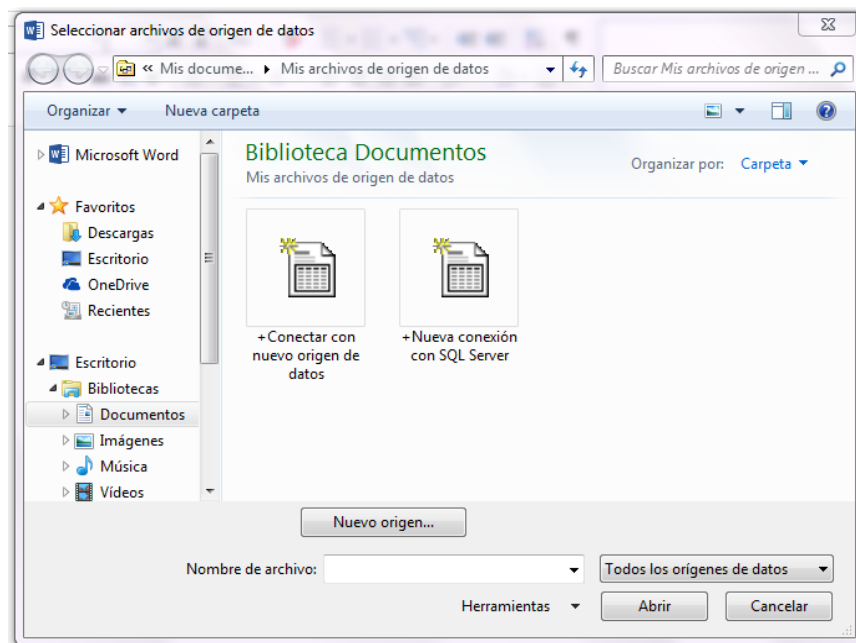 Seleccionar archivos de origen de datos
« Mis docume... ▸ Mis archivos de origen de datos
Buscar Mis archivos de origen ...
Organizar
Nueva carpeta
Microsoft Word
Favoritos
Descargas
Escritorio
OneDrive
Recientes
Escritorio
Bibliotecas
Documentos
Imágenes
Música
Vídeos
Biblioteca Documentos
Mis archivos de origen de datos
Organizar por: Carpeta
+Conectar con
nuevo origen de
datos
+Nueva conexión
con SQL Server
Nuevo origen...
Nombre de archivo:
Todos los orígenes de datos
Herramientas
Abrir
Cancelar